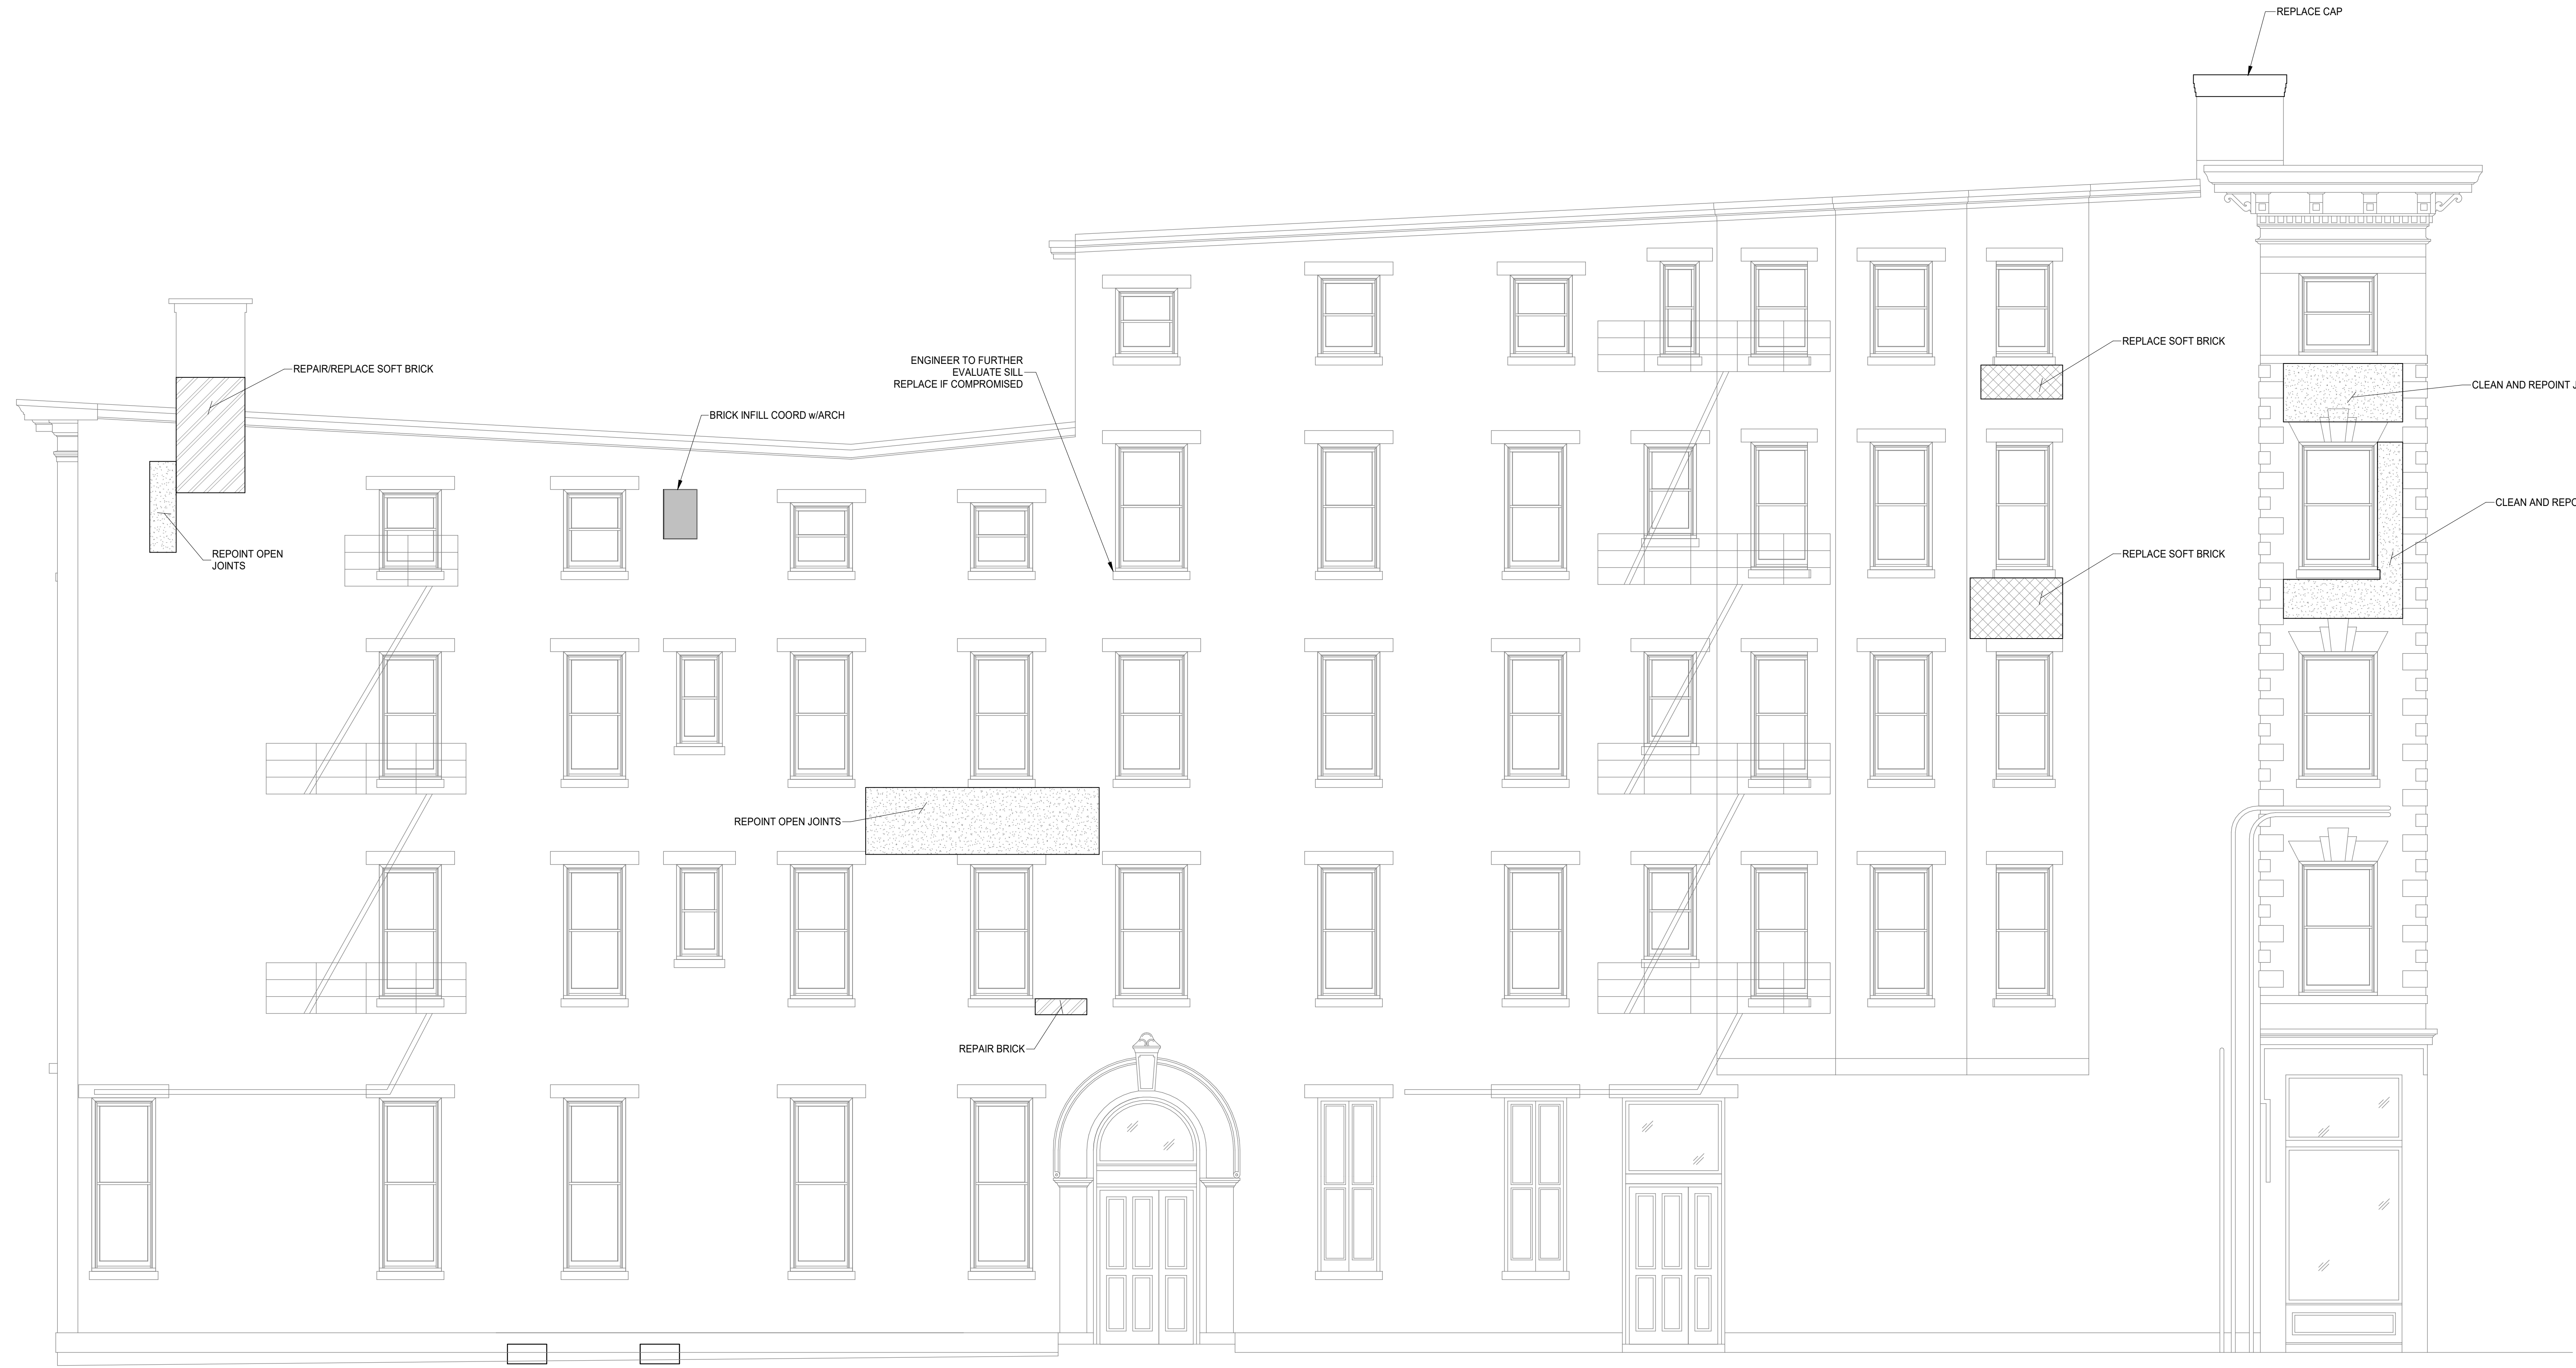 REPLACE CAP
REPLACE SOFT BRICK
REPAIR/REPLACE SOFT BRICK
ENGINEER TO FURTHER
EVALUATE SILL
REPLACE IF COMPROMISED
CLEAN AND REPOINT
BRICK INFILL COORD w/ARCH
CLEAN AND
REPOINT OPEN
JOINTS
REPLACE SOFT BRICK
REPOINT OPEN JOINTS
REPAIR BRICK